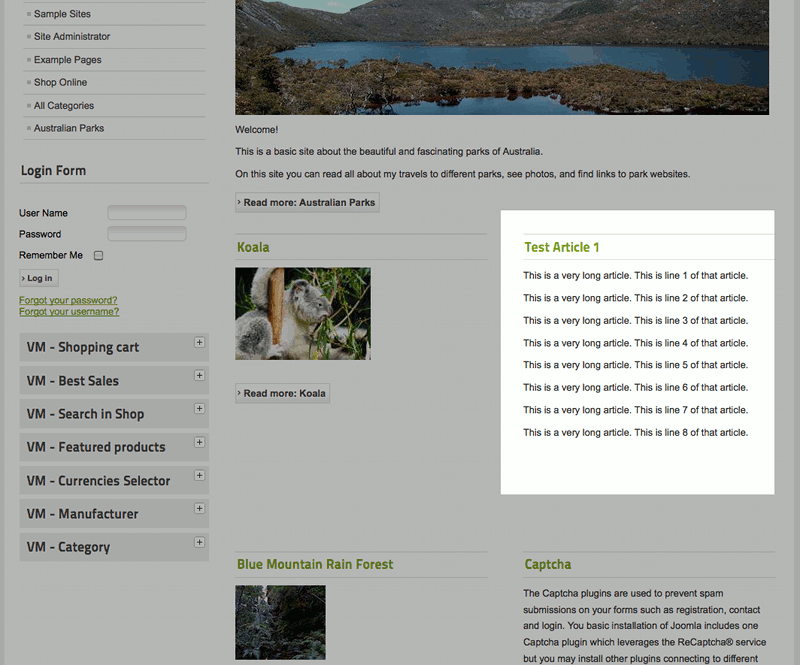 Sample Sites
Site Administrator
Example Pages
Shop Online
All Categories
Australian Parks
Login Form
User Name
Password
Remember Me
› Log in
Forgot your password?
Forgot your username?
VM - Shopping cart
VM - Best Sales
VM - Search in Shop
VM - Featured products
VM - Currencies Selector
VM - Manufacturer
VM - Category
Welcome!
This is a basic site about the beautiful and fascinating parks of Australia.
On this site you can read all about my travels to different parks, see photos, and find links to park websites.
› Read more: Australian Parks
Koala
› Read more: Koala
Test Article 1
This is a very long article. This is line 1 of that article.
This is a very long article. This is line 2 of that article.
This is a very long article. This is line 3 of that article.
This is a very long article. This is line 4 of that article.
This is a very long article. This is line 5 of that article.
This is a very long article. This is line 6 of that article.
This is a very long article. This is line 7 of that article.
This is a very long article. This is line 8 of that article.
Blue Mountain Rain Forest
Captcha
The Captcha plugins are used to prevent spam
submissions on your forms such as registration, contact
and login. You basic installation of Joomla includes one
Captcha plugin which leverages the ReCaptcha® service
but you may install other plugins connecting to different